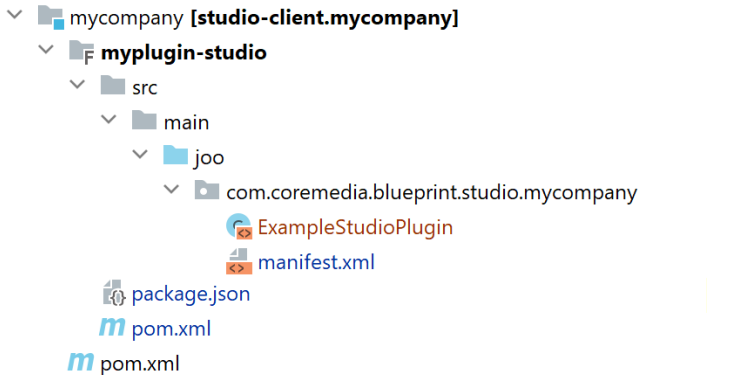 mycompany [studio-client.mycompany]
myplugin-studio
src
main
joo
com.coremedia.blueprint.studio.mycompany
ExampleStudioPlugin
manifest.xml
package.json
pom.xml
pom.xml